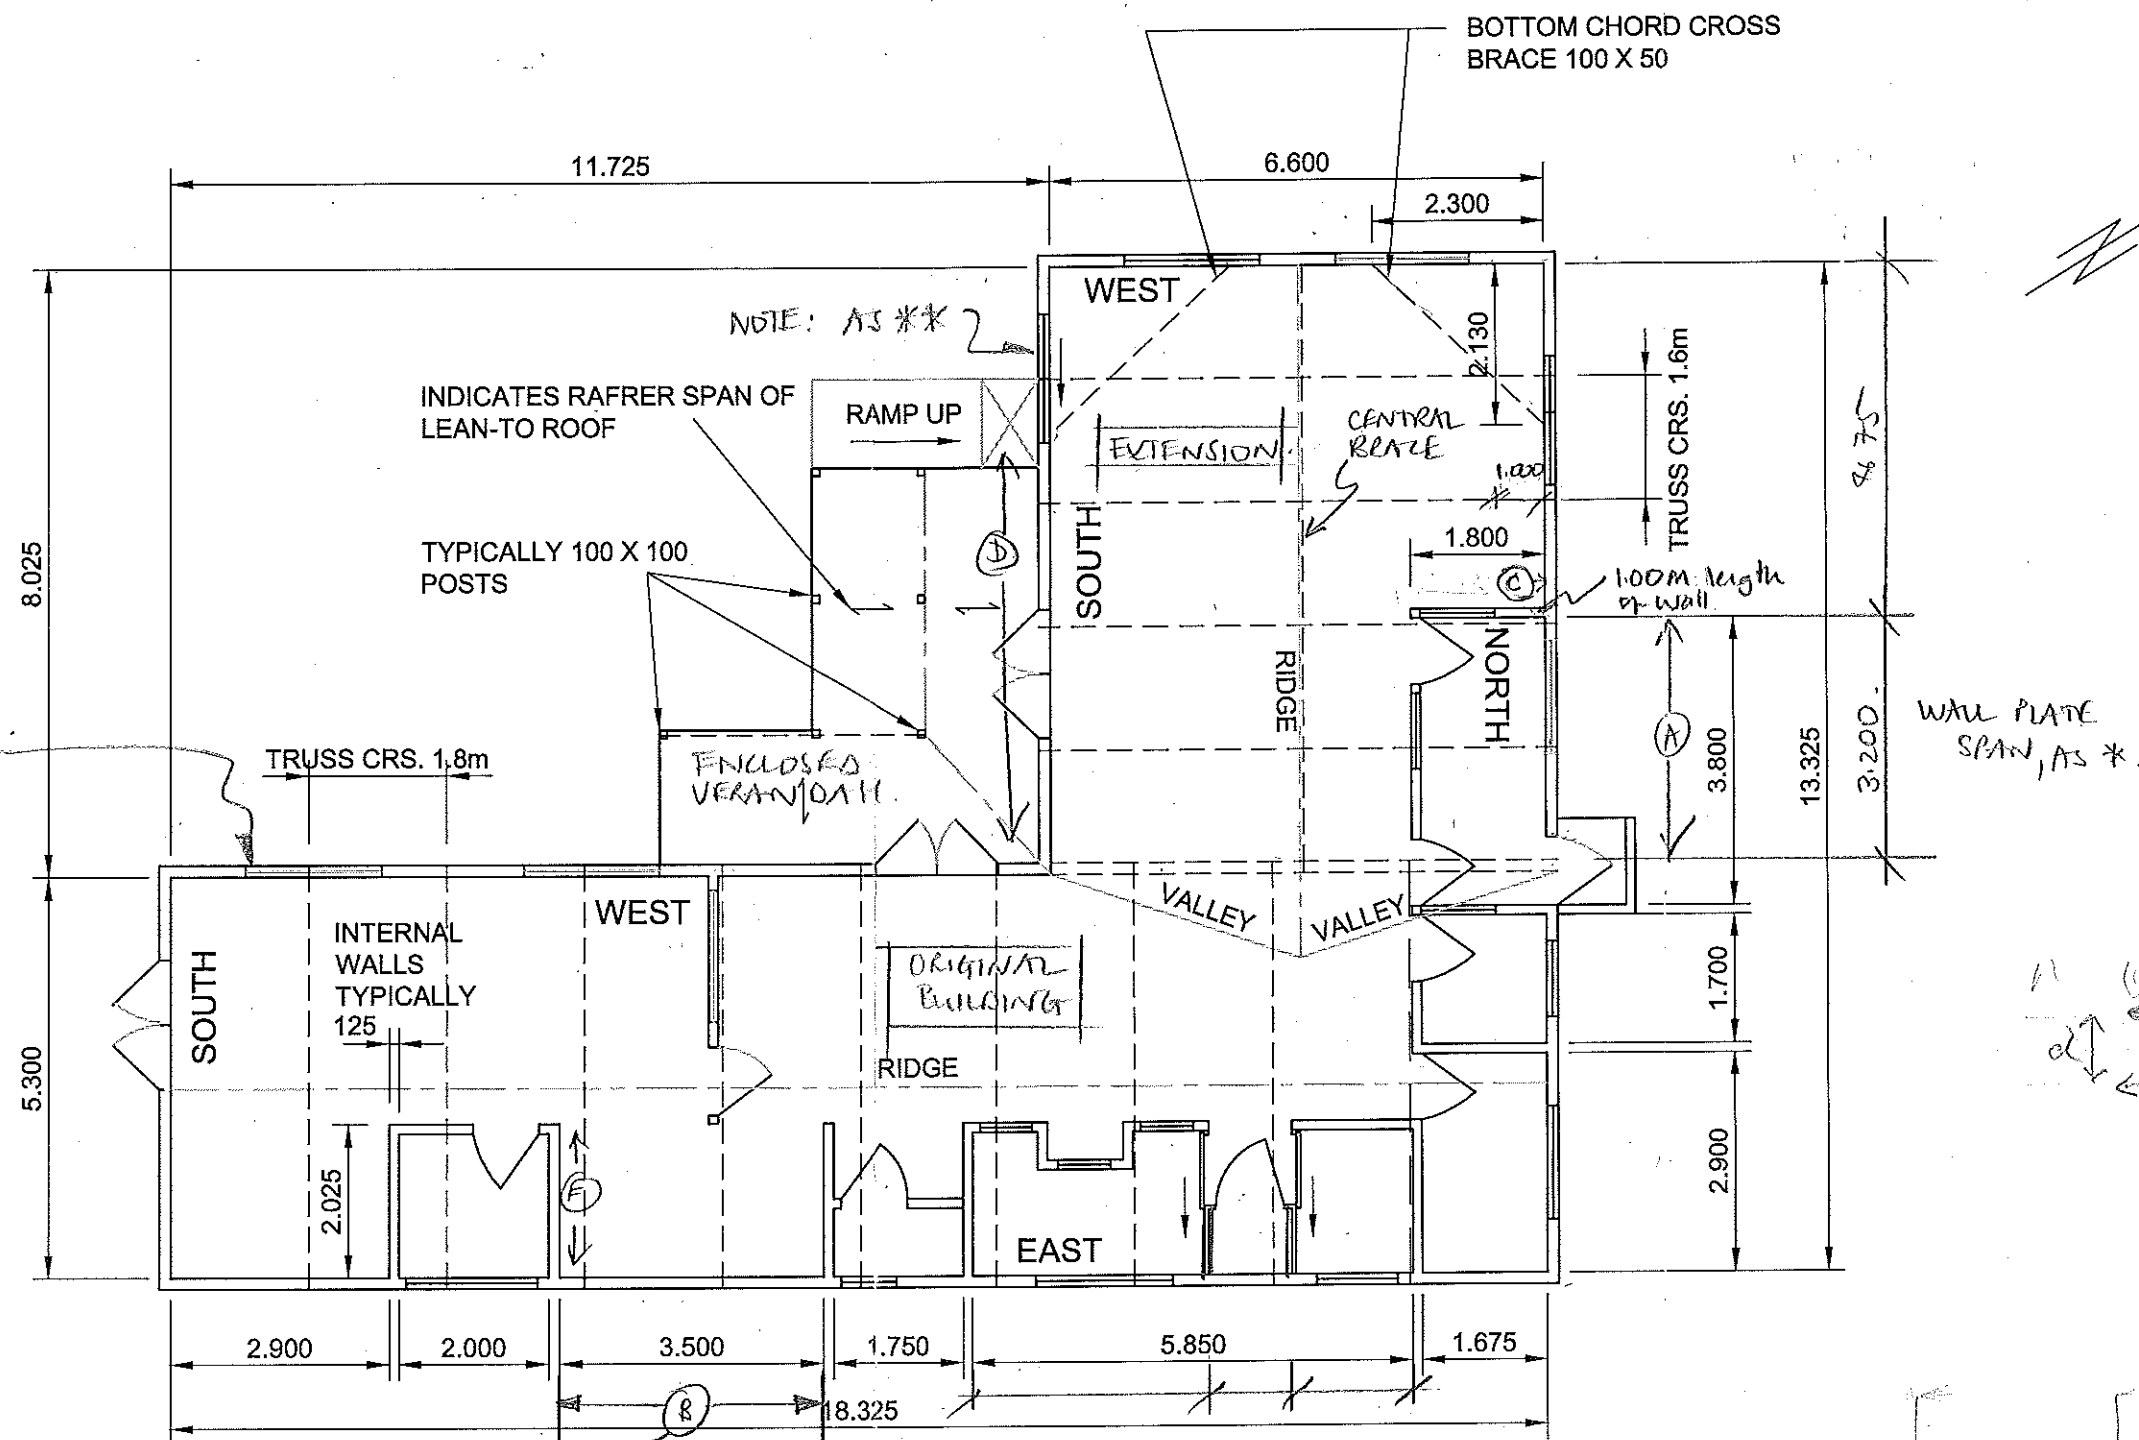 BOTTOM CHORD CROSS
BRACE 100 X 50
11.725
6.600
2.300
WEST
NOTE: AS **
2.130
TRUSS CRS. 1.6m
INDICATES RAFRER SPAN OF
LEAN-TO ROOF
RAMP UP
EXTENSION
CENTRAL
BRACE
1.000
4675
8.025
TYPICALLY 100 X 100
POSTS
D
SOUTH
1.800
C
1.00M length
of wall
RIDGE
NORTH
A
3.800
13.325
3.200.
WALL PLATE
SPAN, AS *.
TRUSS CRS. 1.8m
ENCLOSED
VERANDAH.
WEST
VALLEY
VALLEY
INTERNAL
WALLS
TYPICALLY
125
SOUTH
ORIGINAL
BUILDING
1.700
d
5.300
RIDGE
2.025
E
EAST
2.900
2.900
2.000
3.500
1.750
5.850
1.675
B
18.325